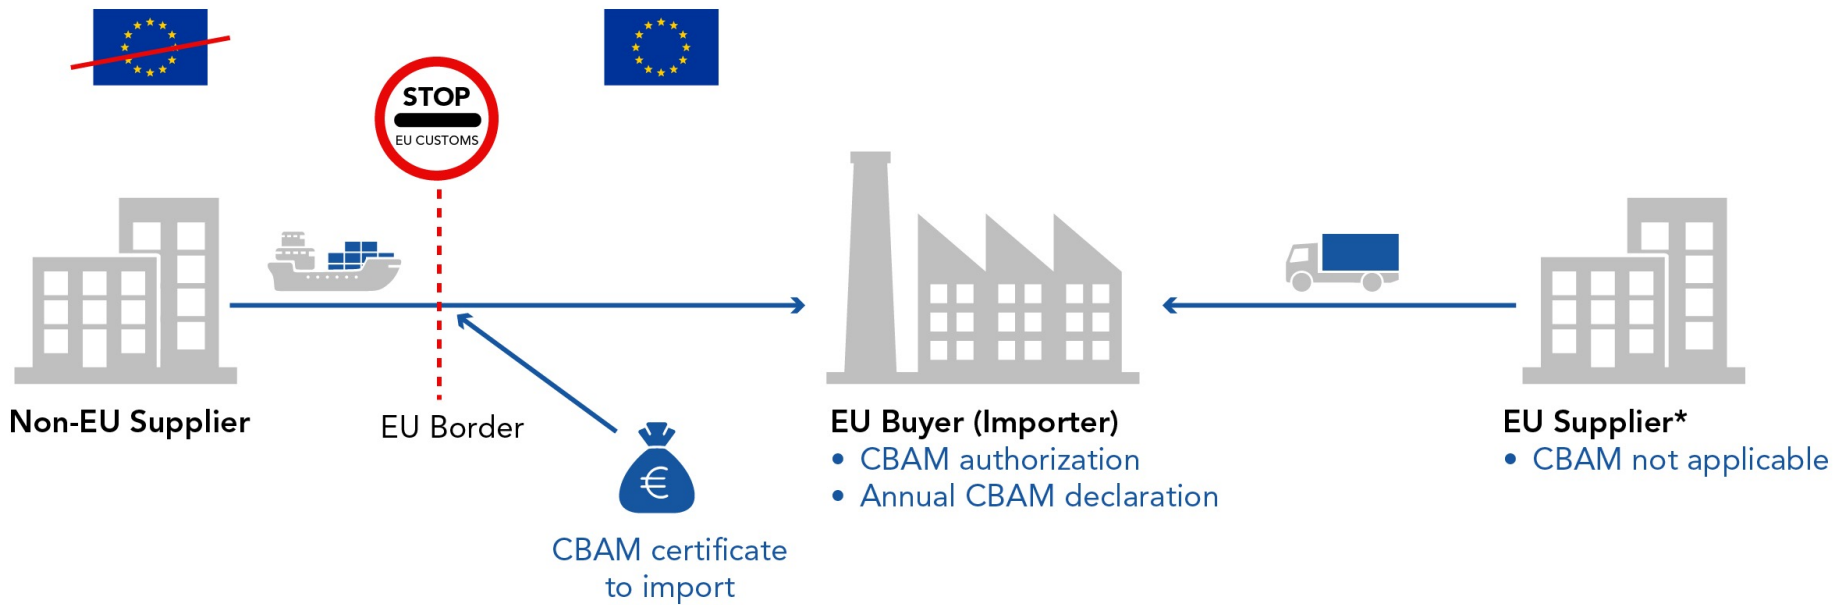 STOP
EU CUSTOMS
Non-EU Supplier
EU Border
€
CBAM certificate
to import
EU Buyer (Importer)
• CBAM authorization
• Annual CBAM declaration
EU Supplier*
• CBAM not applicable